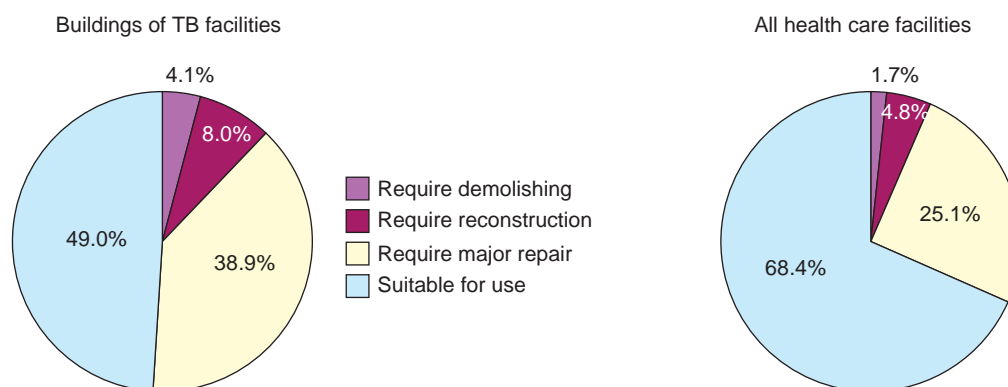 Buildings of TB facilities
4.1%
8.0%
49.0%
38.9%
Require demolishing
Require reconstruction
Require major repair
Suitable for use
All health care facilities
1.7%
4.8%
25.1%
68.4%